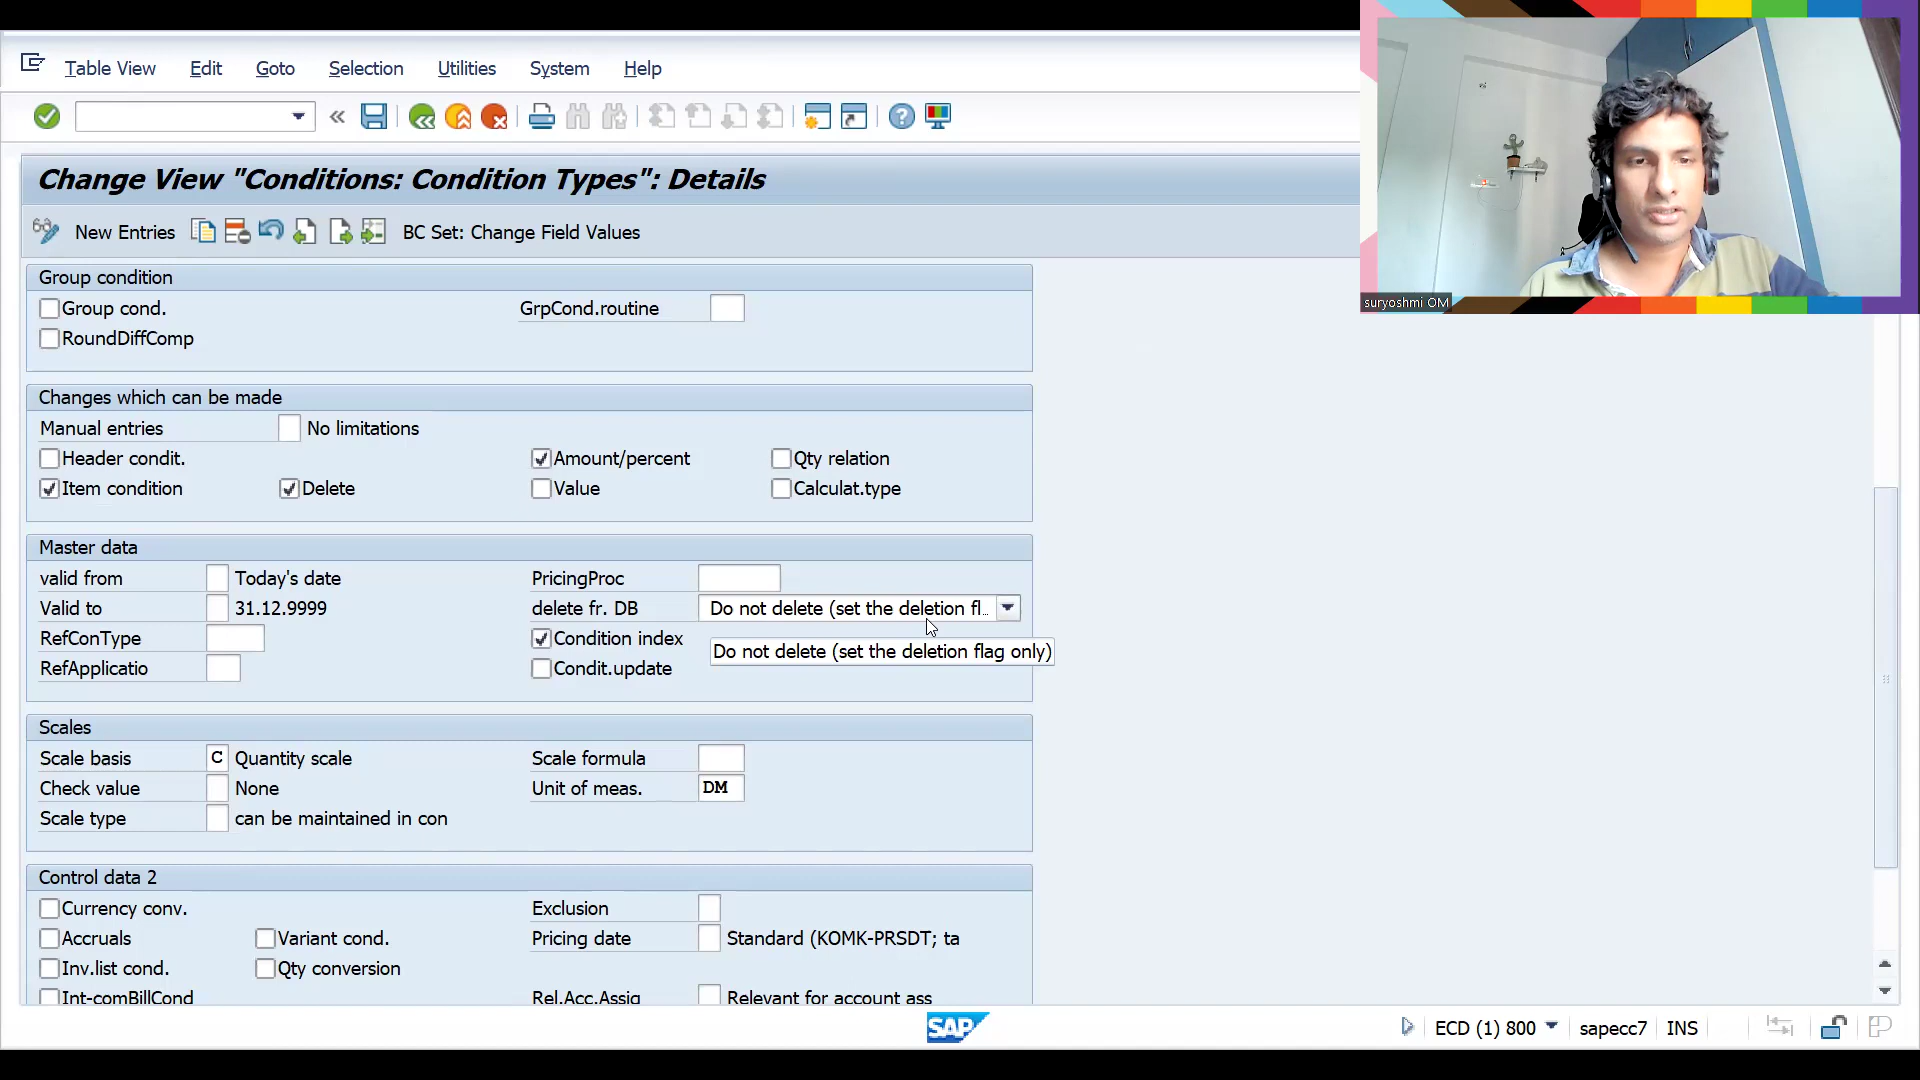 Table View Edit Goto Selection Utilities System Help
Change View "Conditions: Condition Types": Details
New Entries BC Set: Change Field Values
suryoshmi OM
Group condition
Group cond. GrpCond.routine
RoundDiffComp
Changes which can be made
Manual entries No limitations
Header condit. Amount/percent Qty relation
Item condition Delete Value Calculat.type
Master data
valid from Today's date PricingProc
Valid to 31.12.9999 delete fr. DB Do not delete (set the deletion fl...
RefConType Condition index Do not delete (set the deletion flag only)
RefApplicatio Condit.update
Scales
Scale basis C Quantity scale Scale formula
Check value None Unit of meas. DM
Scale type can be maintained in con
Control data 2
Currency conv. Exclusion
Accruals Variant cond. Pricing date Standard (KOMK-PRSDT; ta
Inv.list cond. Qty conversion
Int-comBillCond Rel.Acc.Assig Relevant for account ass
SAP ECD (1) 800 sapecc7 INS